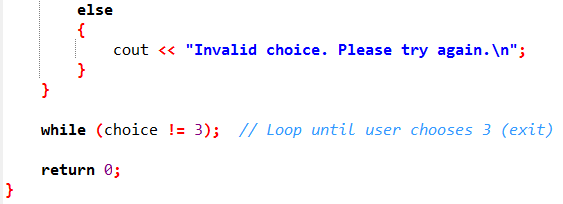 else
{
cout << "Invalid choice. Please try again.\n";
}
}
while (choice != 3);  // Loop until user chooses 3 (exit)
return 0;
}